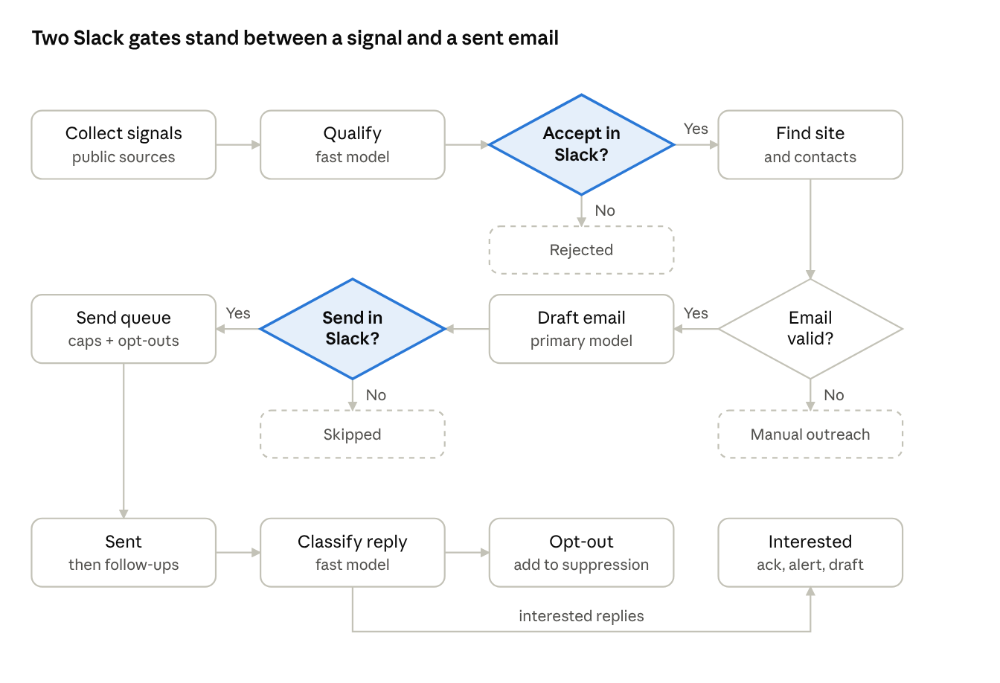 Two Slack gates stand between a signal and a sent email
Collect signals
public sources
Qualify
fast model
Accept in
Slack?
Yes
Find site
and contacts
No
Rejected
Send queue
caps + opt-outs
Yes
Send in
Slack?
Draft email
primary model
Yes
Email
valid?
No
Skipped
No
Manual outreach
Sent
then follow-ups
Classify reply
fast model
Opt-out
add to suppression
Interested
ack, alert, draft
interested replies